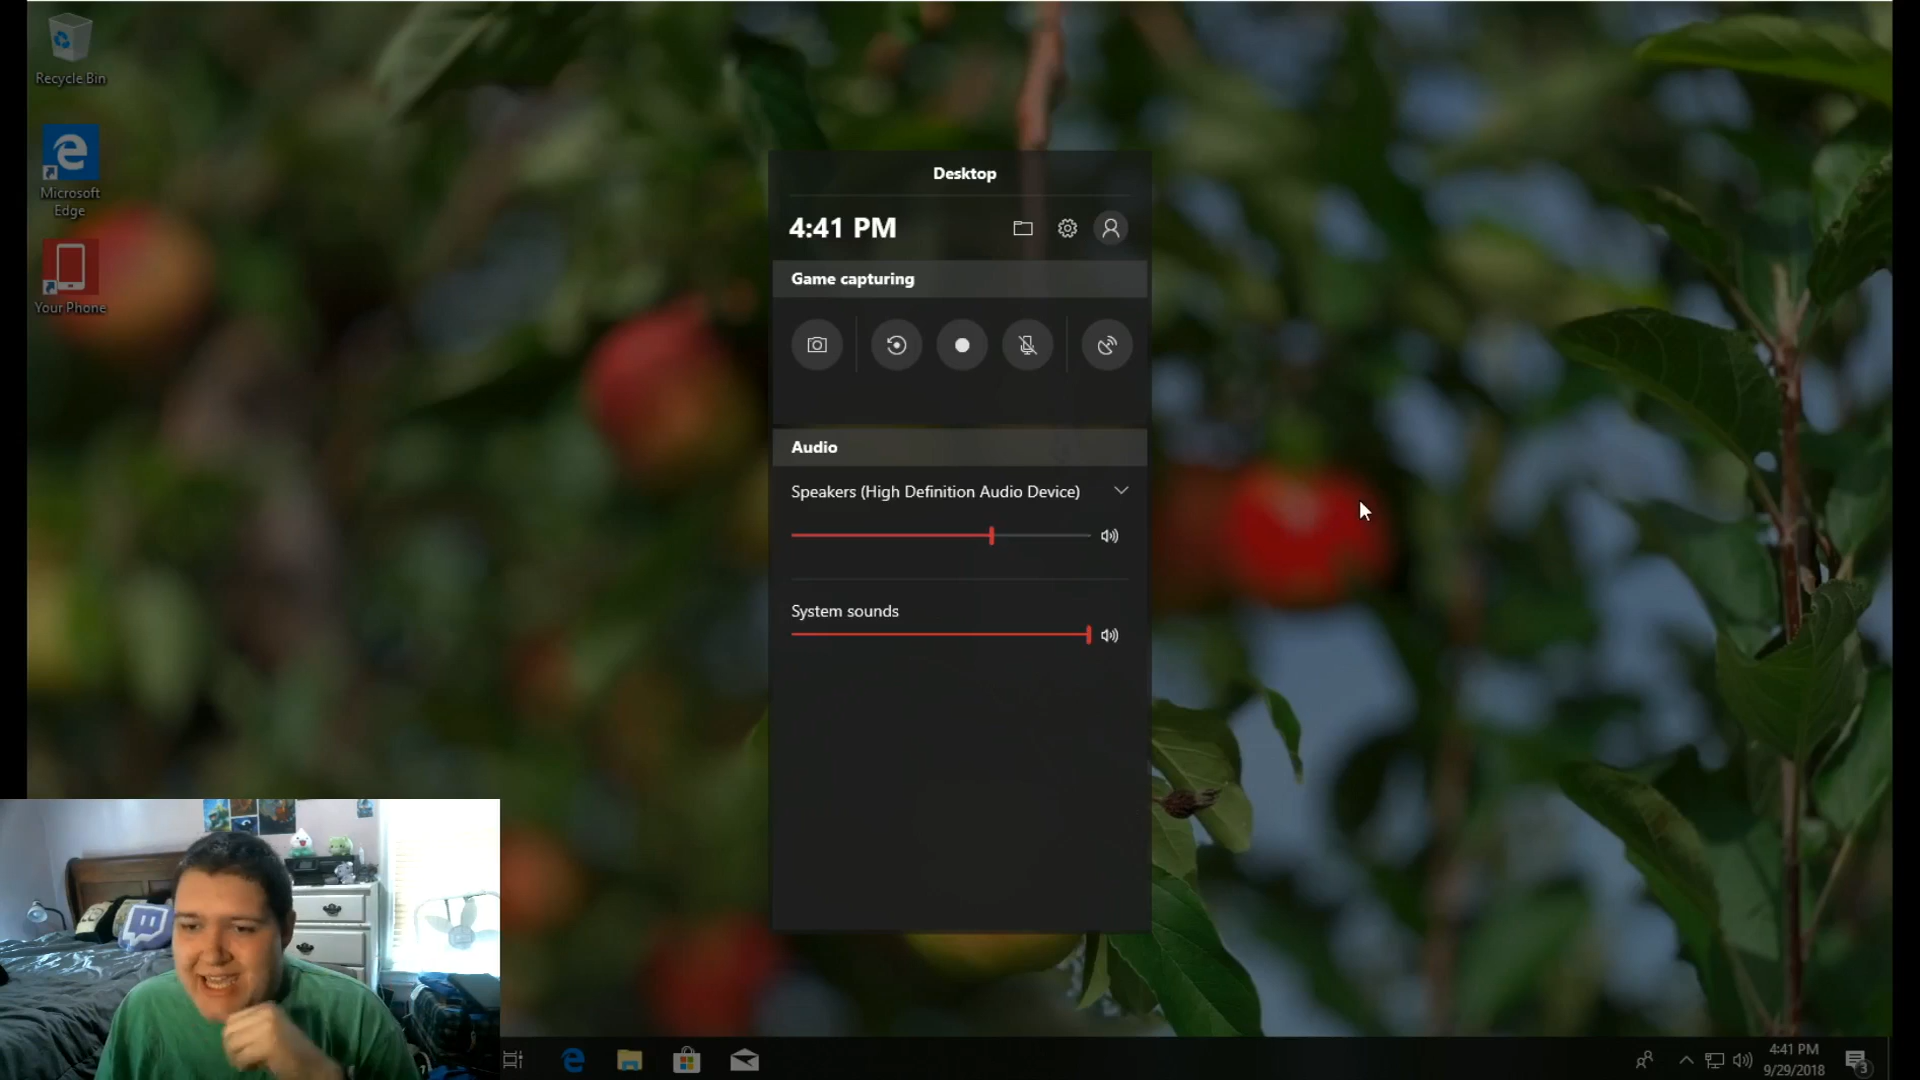 Recycle Bin
Microsoft
Edge
Your Phone
Desktop
4:41 PM
Game capturing
Audio
Speakers (High Definition Audio Device)
System sounds
4:41 PM
9/29/2018
3